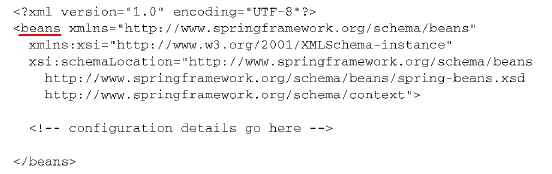 <?xml version="1.0" encoding="UTF-8"?>
<beans xmlns="http://www.springframework.org/schema/beans"
xmlns:xsi="http://www.w3.org/2001/XMLSchema-instance"
xsi:schemaLocation="http://www.springframework.org/schema/beans
http://www.springframework.org/schema/beans/spring-beans.xsd
http://www.springframework.org/schema/context">
<!-- configuration details go here -->
</beans>